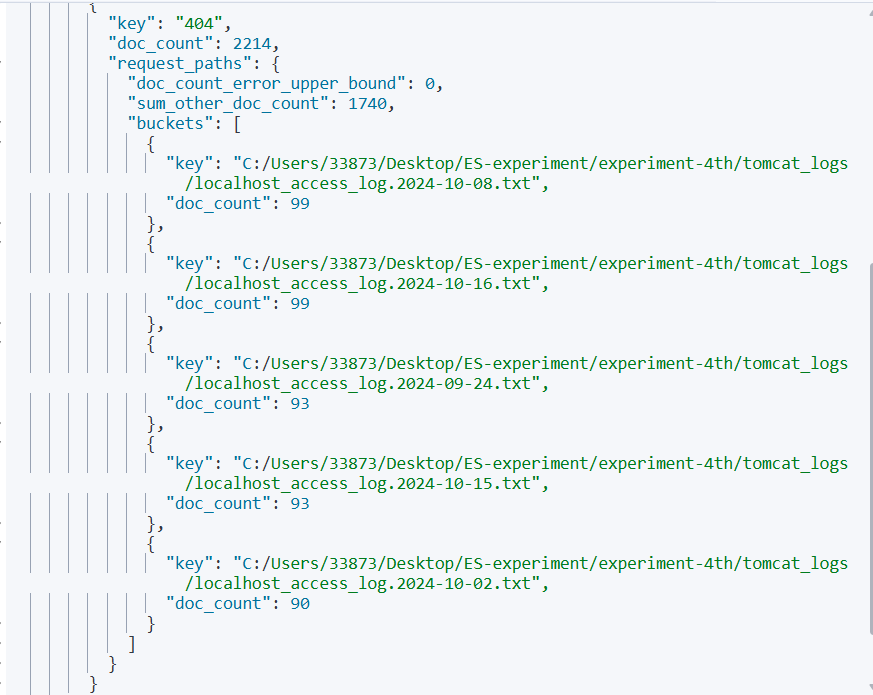 {
"key": "404",
"doc_count": 2214,
"request_paths": {
"doc_count_error_upper_bound": 0,
"sum_other_doc_count": 1740,
"buckets": [
{
"key": "C:/Users/33873/Desktop/ES-experiment/experiment-4th/tomcat_logs
/localhost_access_log.2024-10-08.txt",
"doc_count": 99
},
{
"key": "C:/Users/33873/Desktop/ES-experiment/experiment-4th/tomcat_logs
/localhost_access_log.2024-10-16.txt",
"doc_count": 99
},
{
"key": "C:/Users/33873/Desktop/ES-experiment/experiment-4th/tomcat_logs
/localhost_access_log.2024-09-24.txt",
"doc_count": 93
},
{
"key": "C:/Users/33873/Desktop/ES-experiment/experiment-4th/tomcat_logs
/localhost_access_log.2024-10-15.txt",
"doc_count": 93
},
{
"key": "C:/Users/33873/Desktop/ES-experiment/experiment-4th/tomcat_logs
/localhost_access_log.2024-10-02.txt",
"doc_count": 90
}
]
}
}